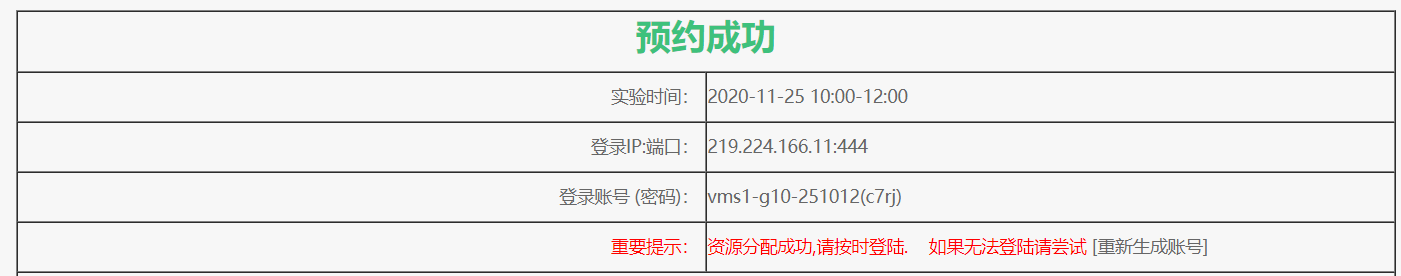 预约成功
实验时间： 2020-11-25 10:00-12:00
登录IP:端口： 219.224.166.11:444
登录账号 (密码)： vms1-g10-251012(c7rj)
重要提示： 资源分配成功,请按时登陆. 如果无法登陆请尝试 [重新生成账号]